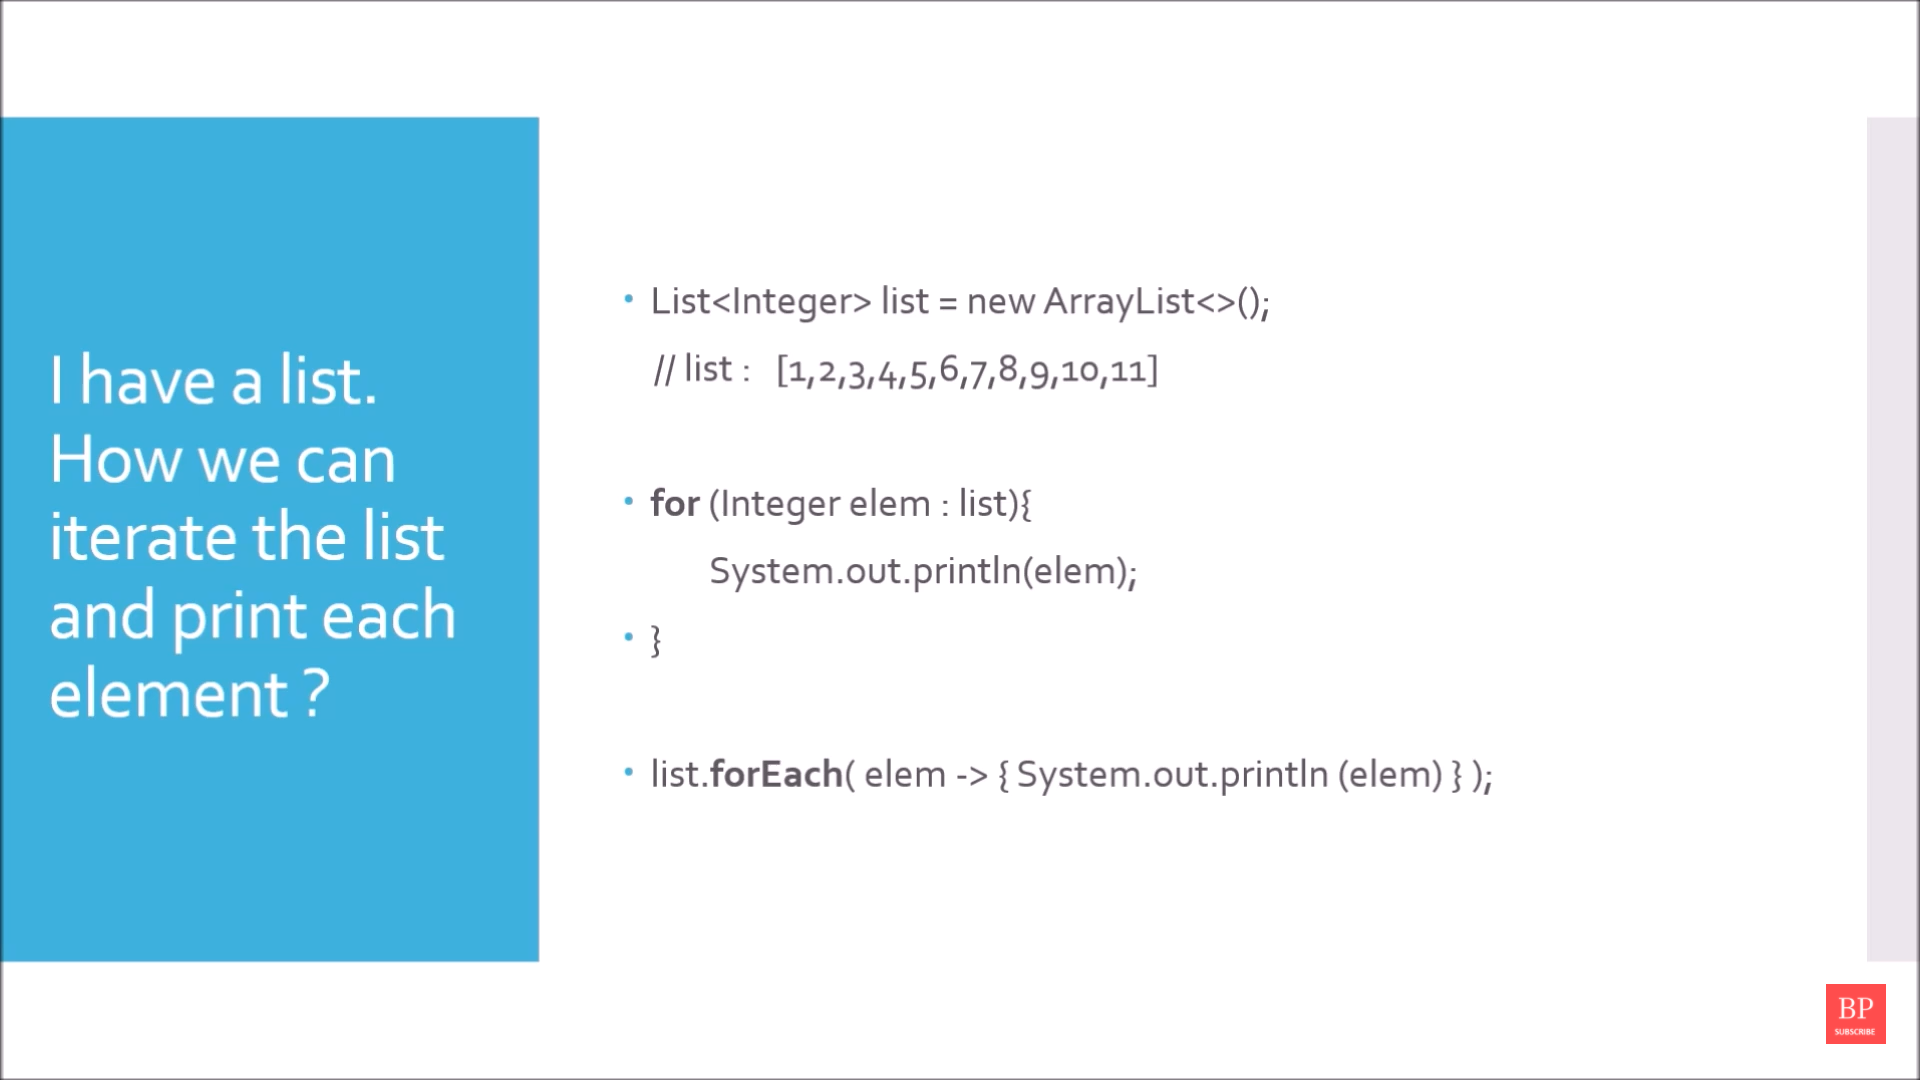 I have a list.
How we can
iterate the list
and print each
element ?
• List<Integer> list = new ArrayList<>();
// list : [1,2,3,4,5,6,7,8,9,10,11]
• for (Integer elem : list){
System.out.println(elem);
• }
• list.forEach( elem -> { System.out.println (elem) } );
BP
SUBSCRIBE